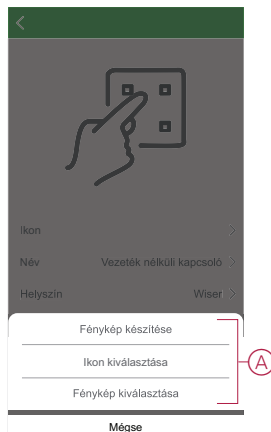 Ikon
Név Vezeték nélküli kapcsoló
Helyszín Wiser
Fénykép készítése
Ikon kiválasztása
A
Fénykép kiválasztása
Mégse